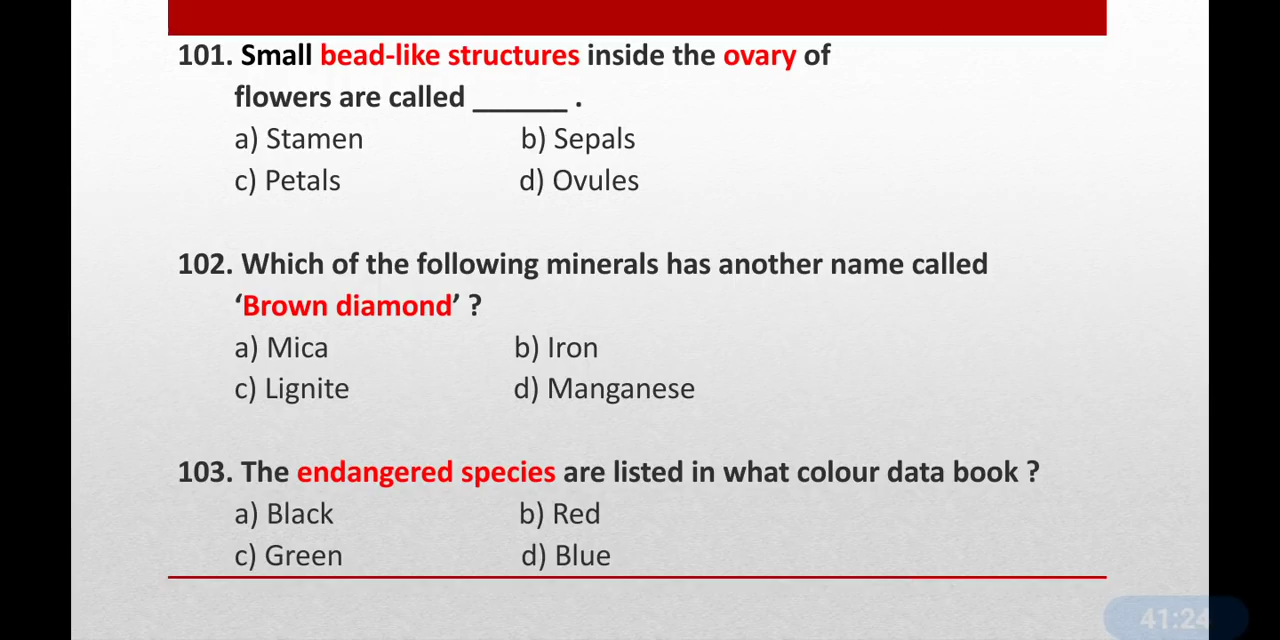 101. Small bead-like structures inside the ovary of
flowers are called ______ .
a) Stamen b) Sepals
c) Petals d) Ovules
102. Which of the following minerals has another name called
‘Brown diamond’ ?
a) Mica b) Iron
c) Lignite d) Manganese
103. The endangered species are listed in what colour data book ?
a) Black b) Red
c) Green d) Blue
41:24